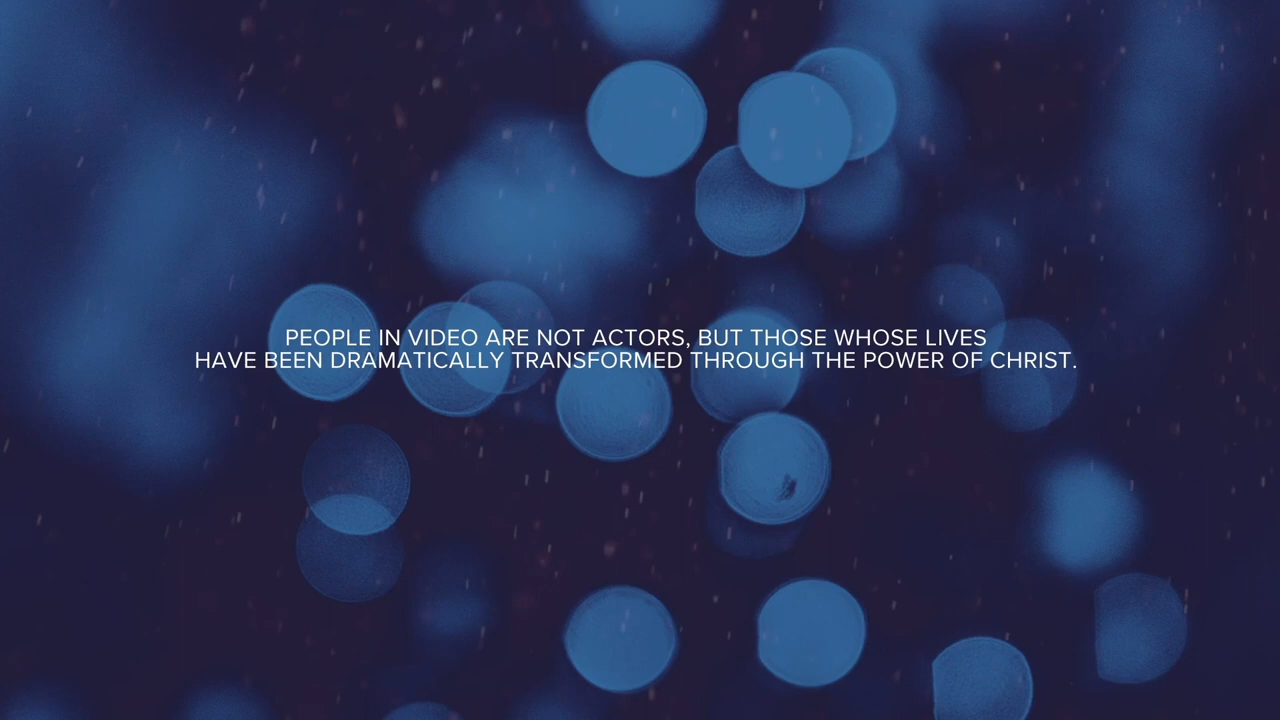 PEOPLE IN VIDEO ARE NOT ACTORS, BUT THOSE WHOSE LIVES
HAVE BEEN DRAMATICALLY TRANSFORMED THROUGH THE POWER OF CHRIST.